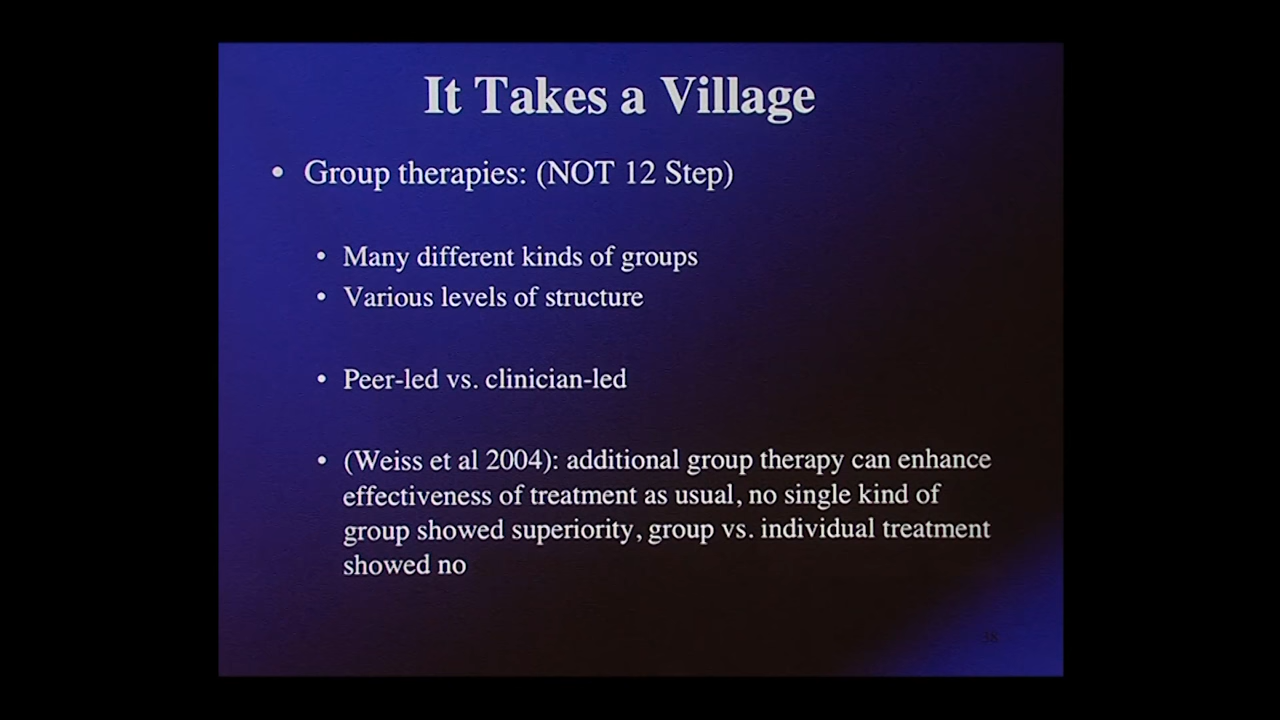 It Takes a Village
• Group therapies: (NOT 12 Step)
• Many different kinds of groups
• Various levels of structure
• Peer-led vs. clinician-led
• (Weiss et al 2004): additional group therapy can enhance
effectiveness of treatment as usual, no single kind of
group showed superiority, group vs. individual treatment
showed no
38